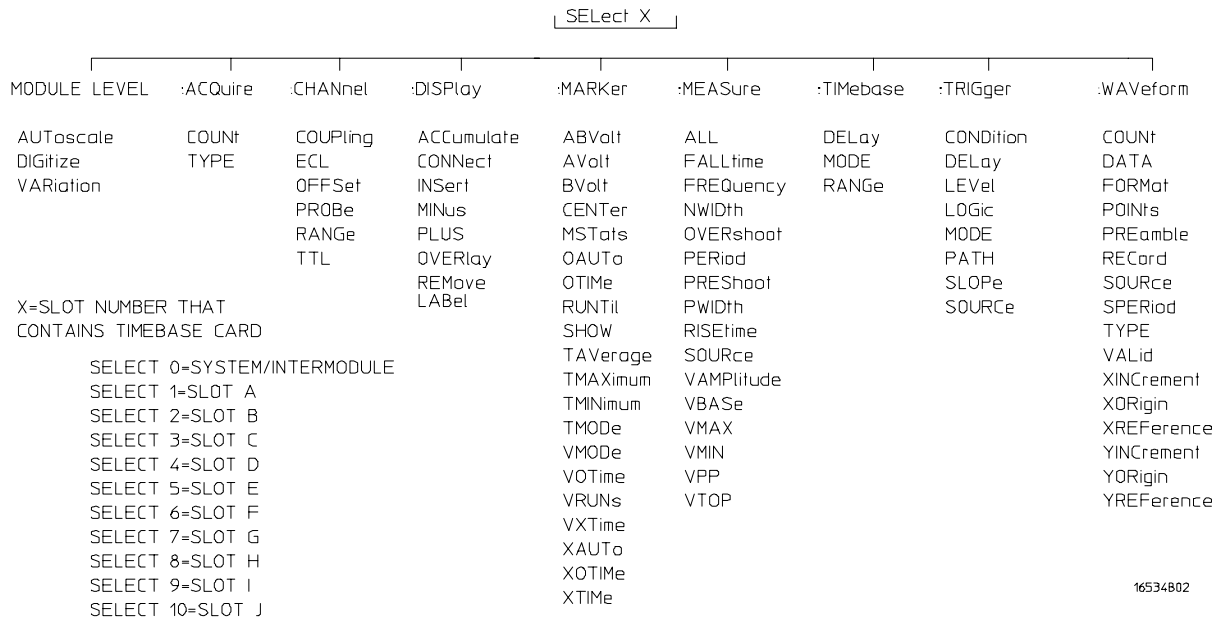 SELect X
MODULE LEVEL :ACQuire :CHANnel :DISPlay :MARKer :MEASure :TIMebase :TRIGger :WAVeform
AUToscale COUNt COUPling ACCumulate ABVolt ALL DELay CONDition COUNt
DIGitize TYPE ECL CONNect AVolt FALLtime MODE DELay DATA
VARiation OFFSet INSert BVolt FREQuency RANGe LEVel FORMat
PROBe MINus CENTer NWIDth LOGic POINts
RANGe PLUS MSTats OVERshoot MODE PREamble
TTL OVERlay OAUTo PERiod PATH RECord
REMove OTIMe PREShoot SLOPe SOURce
LABel
X=SLOT NUMBER THAT RUNTil PWIDth SOURCe SPERiod
CONTAINS TIMEBASE CARD SHOW RISEtime TYPE
TAVerage SOURce VALid
SELECT 0=SYSTEM/INTERMODULE TMAXimum VAMPlitude XINCrement
SELECT 1=SLOT A TMINimum VBASe XORigin
SELECT 2=SLOT B TMODe VMAX XREFerence
SELECT 3=SLOT C VMODe VMIN YINCrement
SELECT 4=SLOT D VOTime VPP YORigin
SELECT 5=SLOT E VRUNs VTOP YREFerence
SELECT 6=SLOT F VXTime
SELECT 7=SLOT G XAUTo
SELECT 8=SLOT H XOTIMe
SELECT 9=SLOT I XTIMe 16534B02
SELECT 10=SLOT J